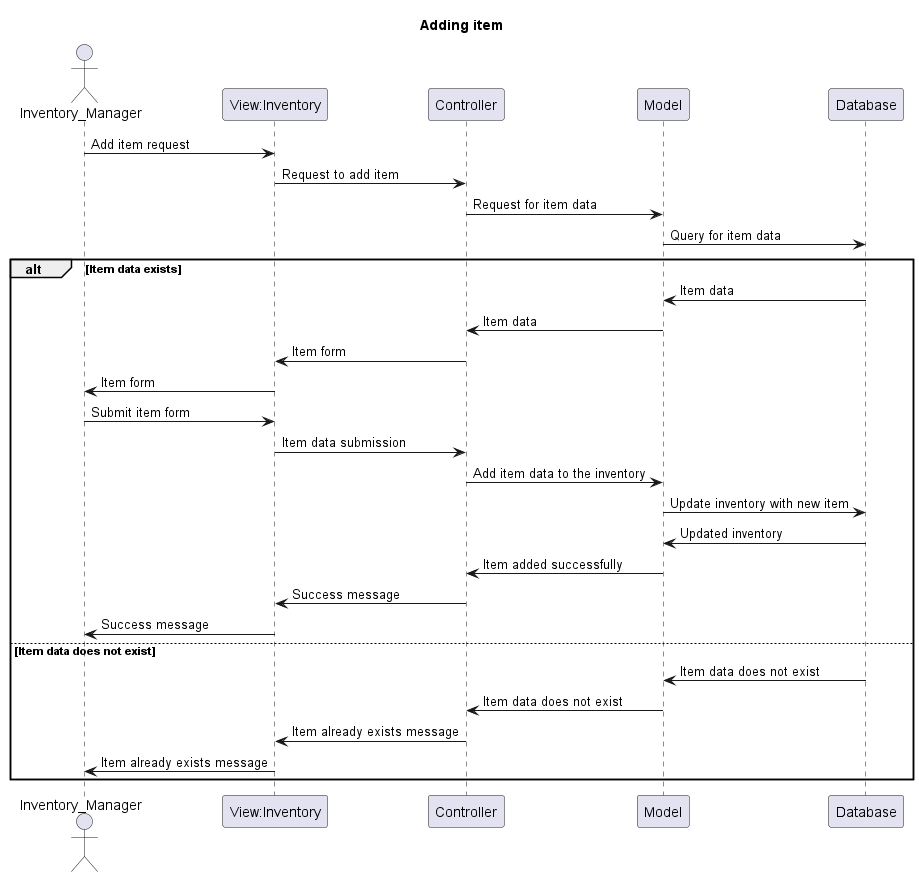 Adding item
Inventory_Manager
View:Inventory
Controller
Model
Database
Add item request
Request to add item
Request for item data
Query for item data
alt
[Item data exists]
Item data
Item data
Item form
Item form
Submit item form
Item data submission
Add item data to the inventory
Update inventory with new item
Updated inventory
Item added successfully
Success message
Success message
[Item data does not exist]
Item data does not exist
Item data does not exist
Item already exists message
Item already exists message
Inventory_Manager
View:Inventory
Controller
Model
Database